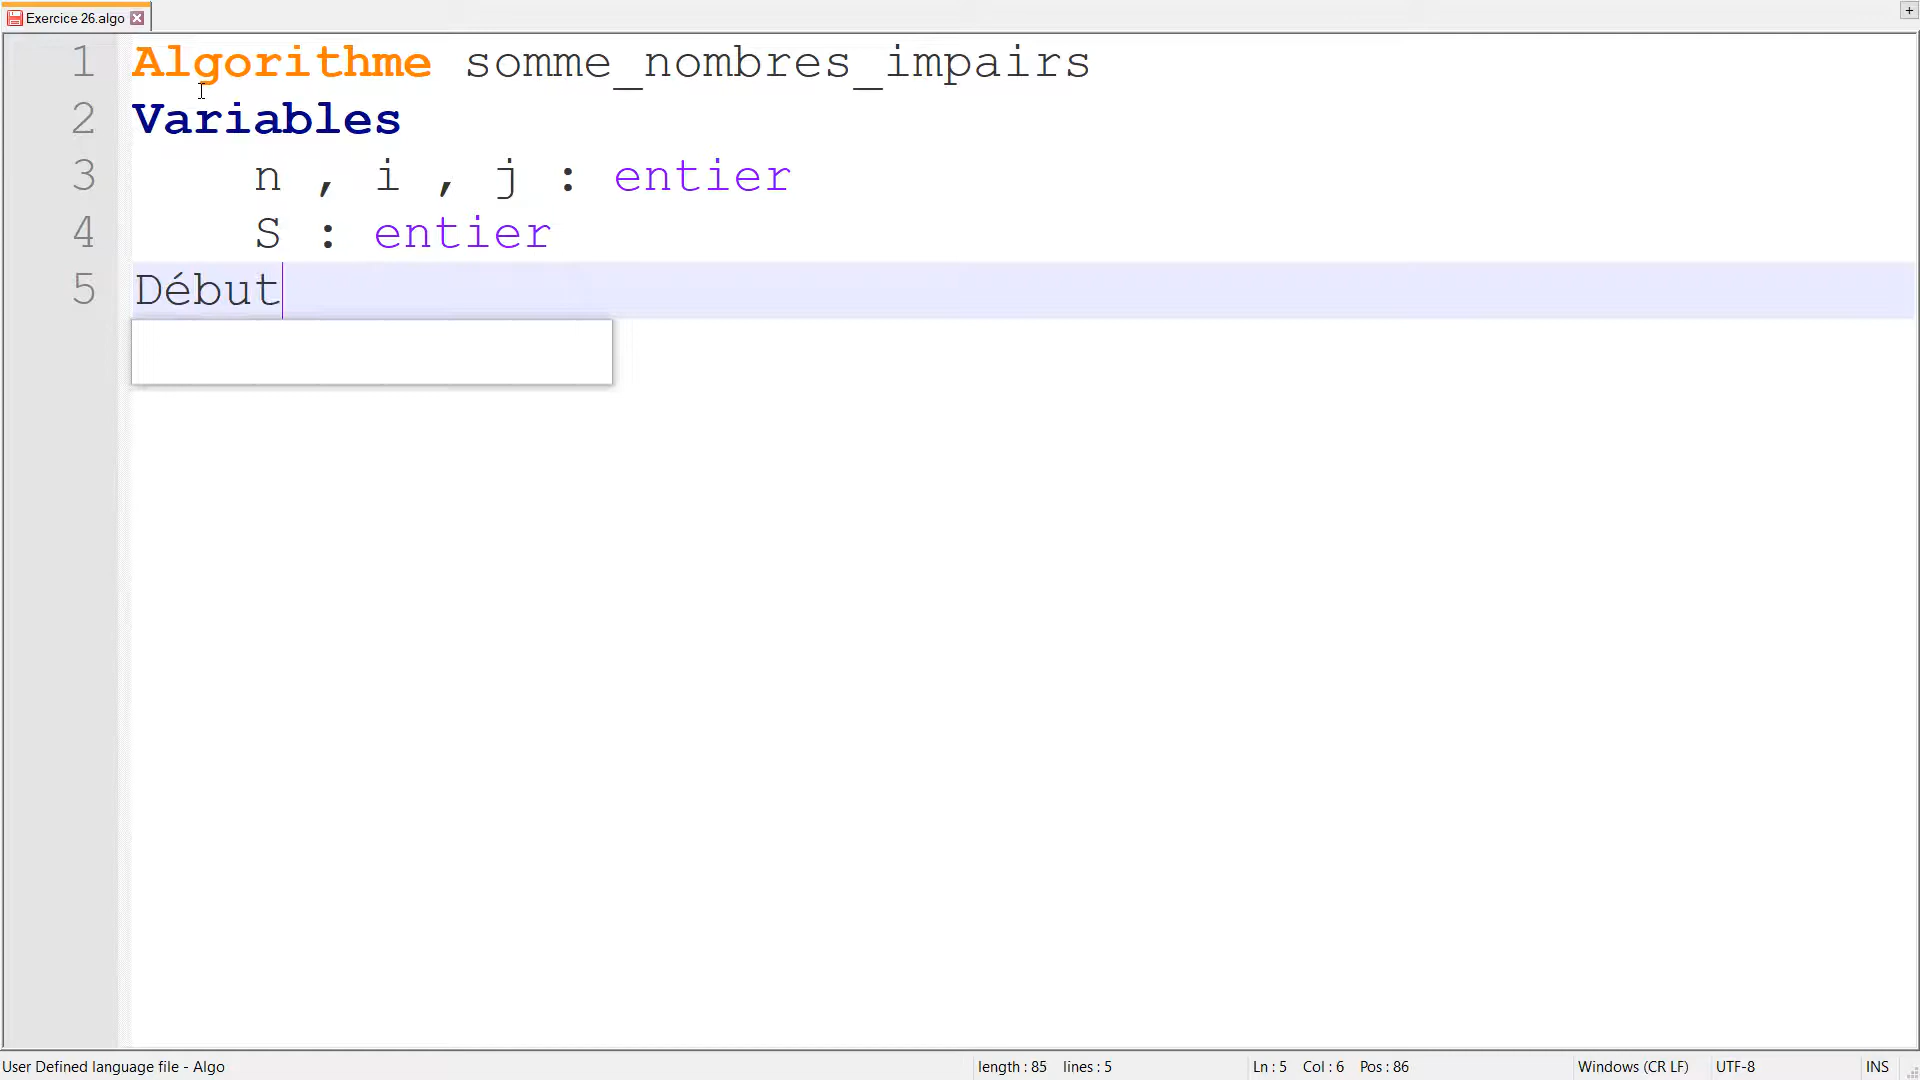 Exercice 26.algo
+
1 Algorithme somme_nombres_impairs
2 Variables
3 n , i , j : entier
4 S : entier
5 Début
User Defined language file - Algo length : 85 lines : 5 Ln : 5 Col : 6 Pos : 86 Windows (CR LF) UTF-8 INS